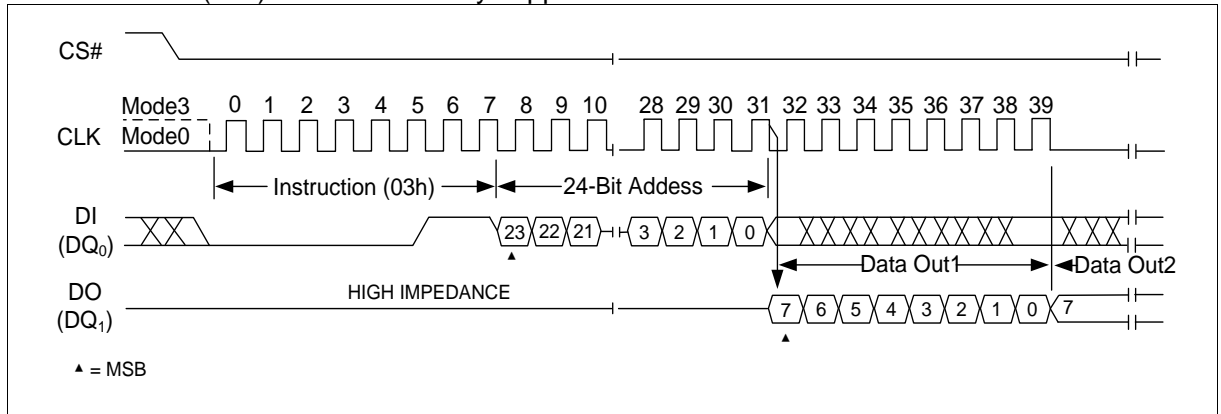 CS#
Mode3 0 1 2 3 4 5 6 7 8 9 10 28 29 30 31 32 33 34 35 36 37 38 39
CLK Mode0
Instruction (03h) 24-Bit Addess
DI
(DQ0)
23 22 21 3 2 1 0
Data Out1 Data Out2
DO
(DQ1)
HIGH IMPEDANCE
7 6 5 4 3 2 1 0 7
▲ = MSB